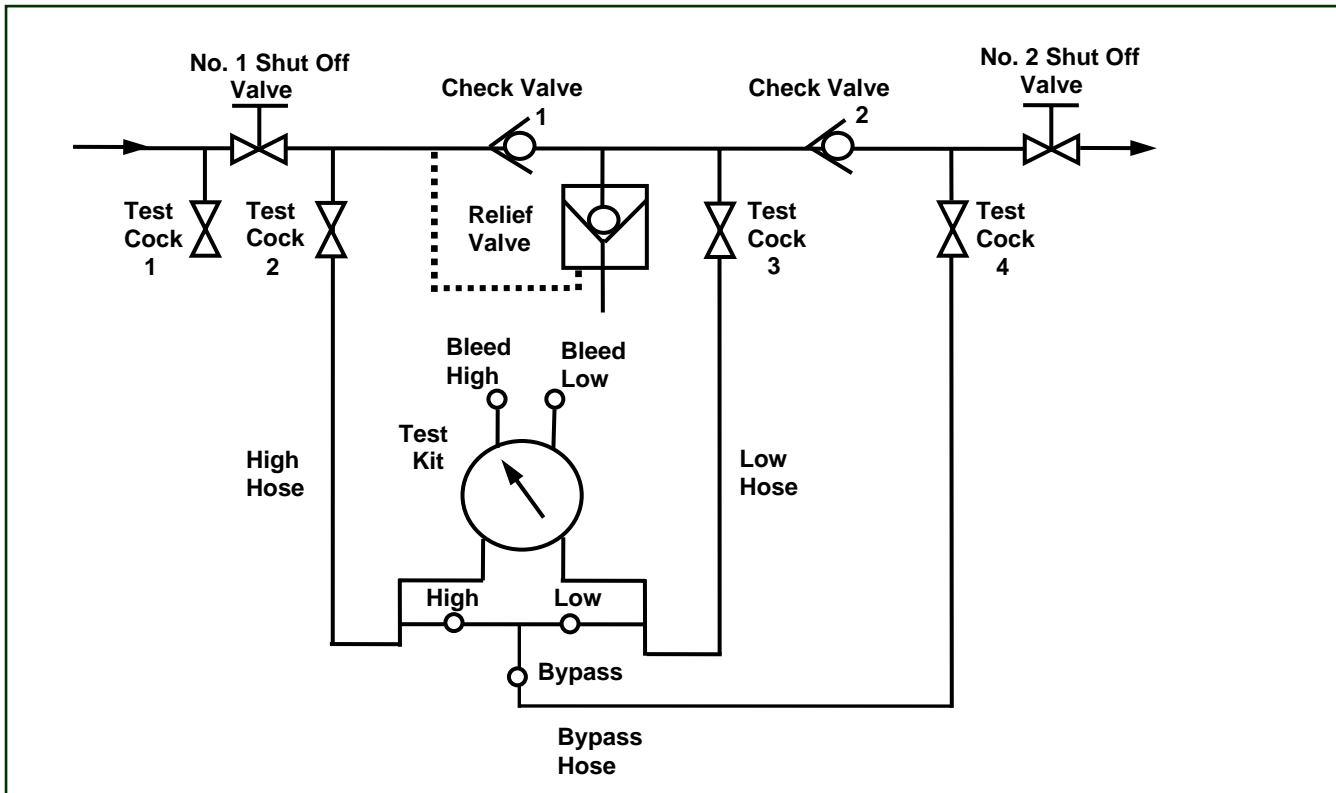 No. 1 Shut Off
Valve
Check Valve
1
Check Valve
2
No. 2 Shut Off
Valve
Test
Cock
1
Test
Cock
2
Relief
Valve
Test
Cock
3
Test
Cock
4
Bleed
High
Bleed
Low
Test
Kit
High
Hose
Low
Hose
High
Low
Bypass
Bypass
Hose